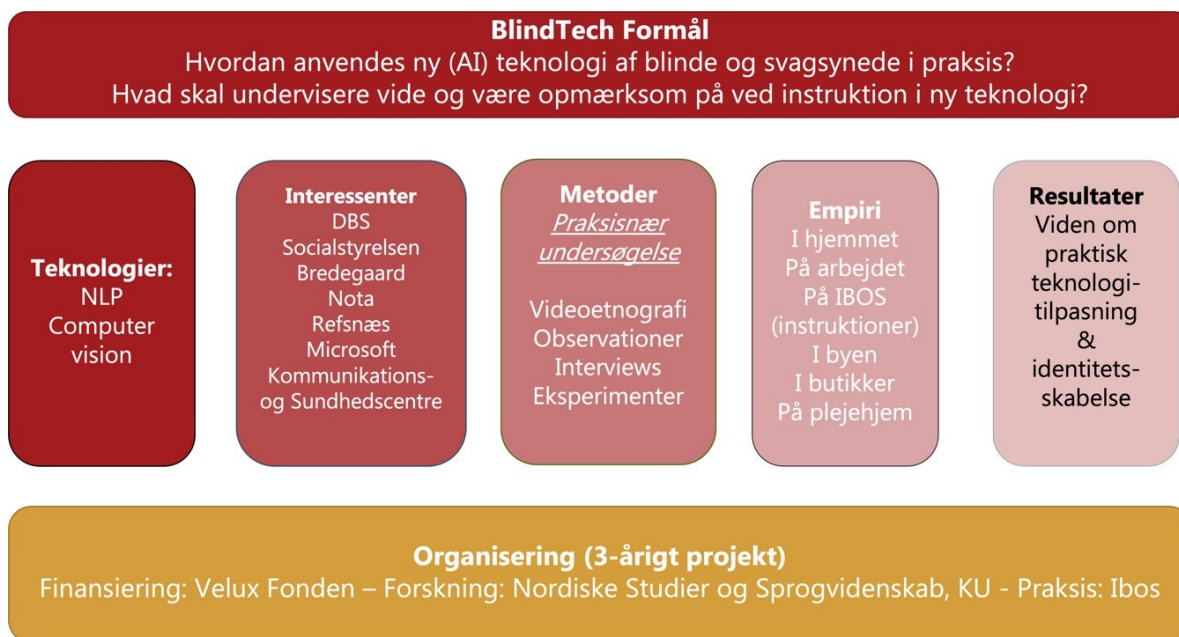 BlindTech Formål
Hvordan anvendes ny (AI) teknologi af blinde og svagsynede i praksis?
Hvad skal undervisere vide og være opmærksom på ved instruktion i ny teknologi?
Teknologier:
NLP
Computer
vision
Interessenter
DBS
Socialstyrelsen
Bredegaard
Nota
Refsnæs
Microsoft
Kommunikations-
og Sundhedscentre
Metoder
Praksisnær
undersøgelse
Videoetnografi
Observationer
Interviews
Eksperimenter
Empiri
I hjemmet
På arbejdet
På IBOS
(instruktioner)
I byen
I butikker
På plejehjem
Resultater
Viden om
praktisk
teknologi-
tilpasning
&
identitets-
skabelse
Organisering (3-årigt projekt)
Finansiering: Velux Fonden – Forskning: Nordiske Studier og Sprogvidenskab, KU - Praksis: Ibos